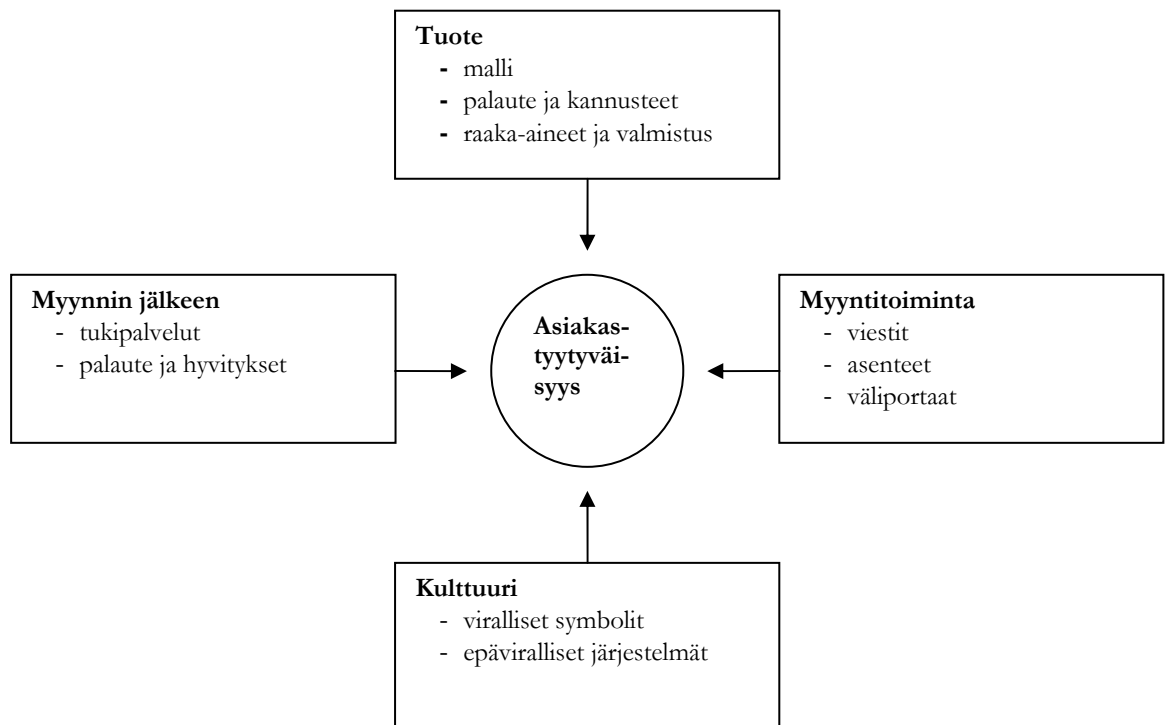 Tuote
- malli
- palaute ja kannusteet
- raaka-aineet ja valmistus
Myynnin jälkeen
- tukipalvelut
- palaute ja hyvitykset
Asiakas-
tyytyväi-
syys
Myyntitoiminta
- viestit
- asenteet
- väliportaat
Kulttuuri
- viralliset symbolit
- epäviralliset järjestelmät